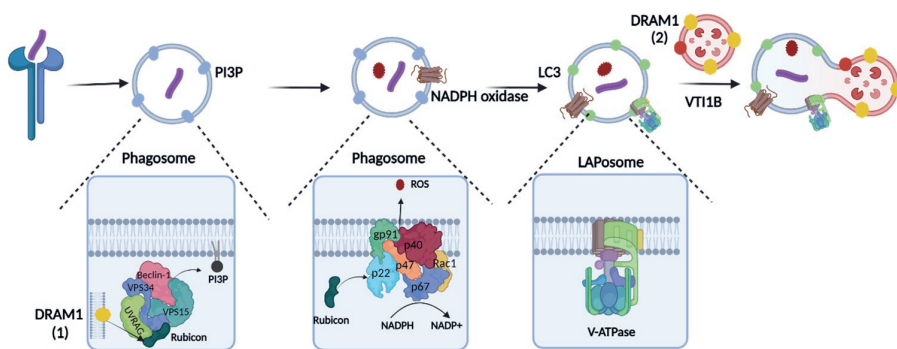 DRAM1
(2)
PI3P
NADPH oxidase
LC3
VTI1B
Phagosome
Phagosome
LAPosome
Beclin-1
VPS34
VPS15
UVRAG
Rubicon
PI3P
DRAM1
(1)
ROS
gp91
p40
p47
Rac1
p22
p67
Rubicon
NADPH
NADP+
V-ATPase